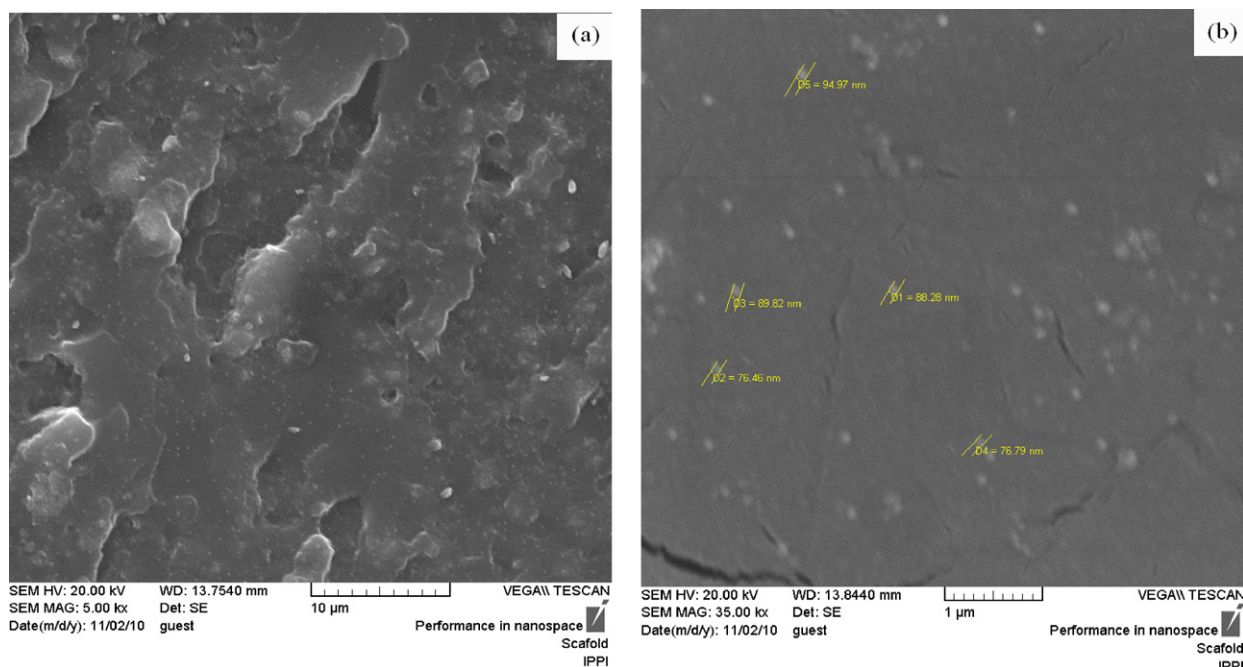 (a)
SEM HV: 20.00 kV WD: 13.7540 mm VEGA\\ TESCAN
SEM MAG: 5.00 kx Det: SE 10 µm
Date(m/d/y): 11/02/10 guest Performance in nanospace
Scafold
IPPI
(b)
D5 = 94.97 nm
D3 = 89.82 nm
D1 = 88.28 nm
D2 = 76.46 nm
D4 = 76.79 nm
SEM HV: 20.00 kV WD: 13.8440 mm VEGA\\ TESCAN
SEM MAG: 35.00 kx Det: SE 1 µm
Date(m/d/y): 11/02/10 guest Performance in nanospace
Scafold
IPPI